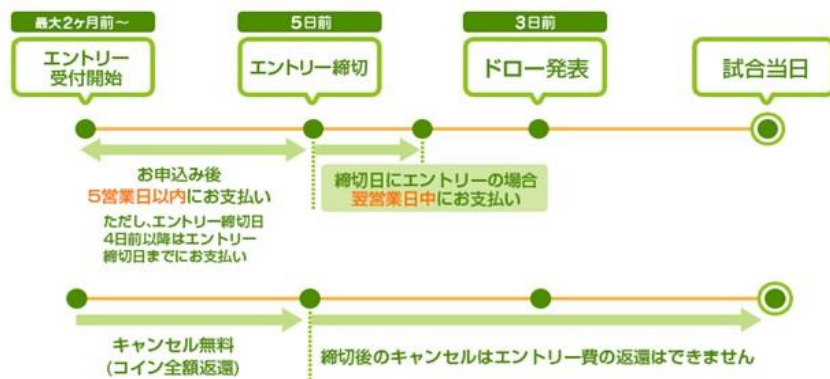 最大2ヶ月前～
5日前
3日前
エントリー
受付開始
エントリー締切
ドロー発表
試合当日
お申込み後
5営業日以内にお支払い
ただし、エントリー締切日
4日前以降はエントリー
締切日までにお支払い
締切日にエントリーの場合
翌営業日中にお支払い
キャンセル無料
(コイン全額返還)
締切後のキャンセルはエントリー費の返還はできません